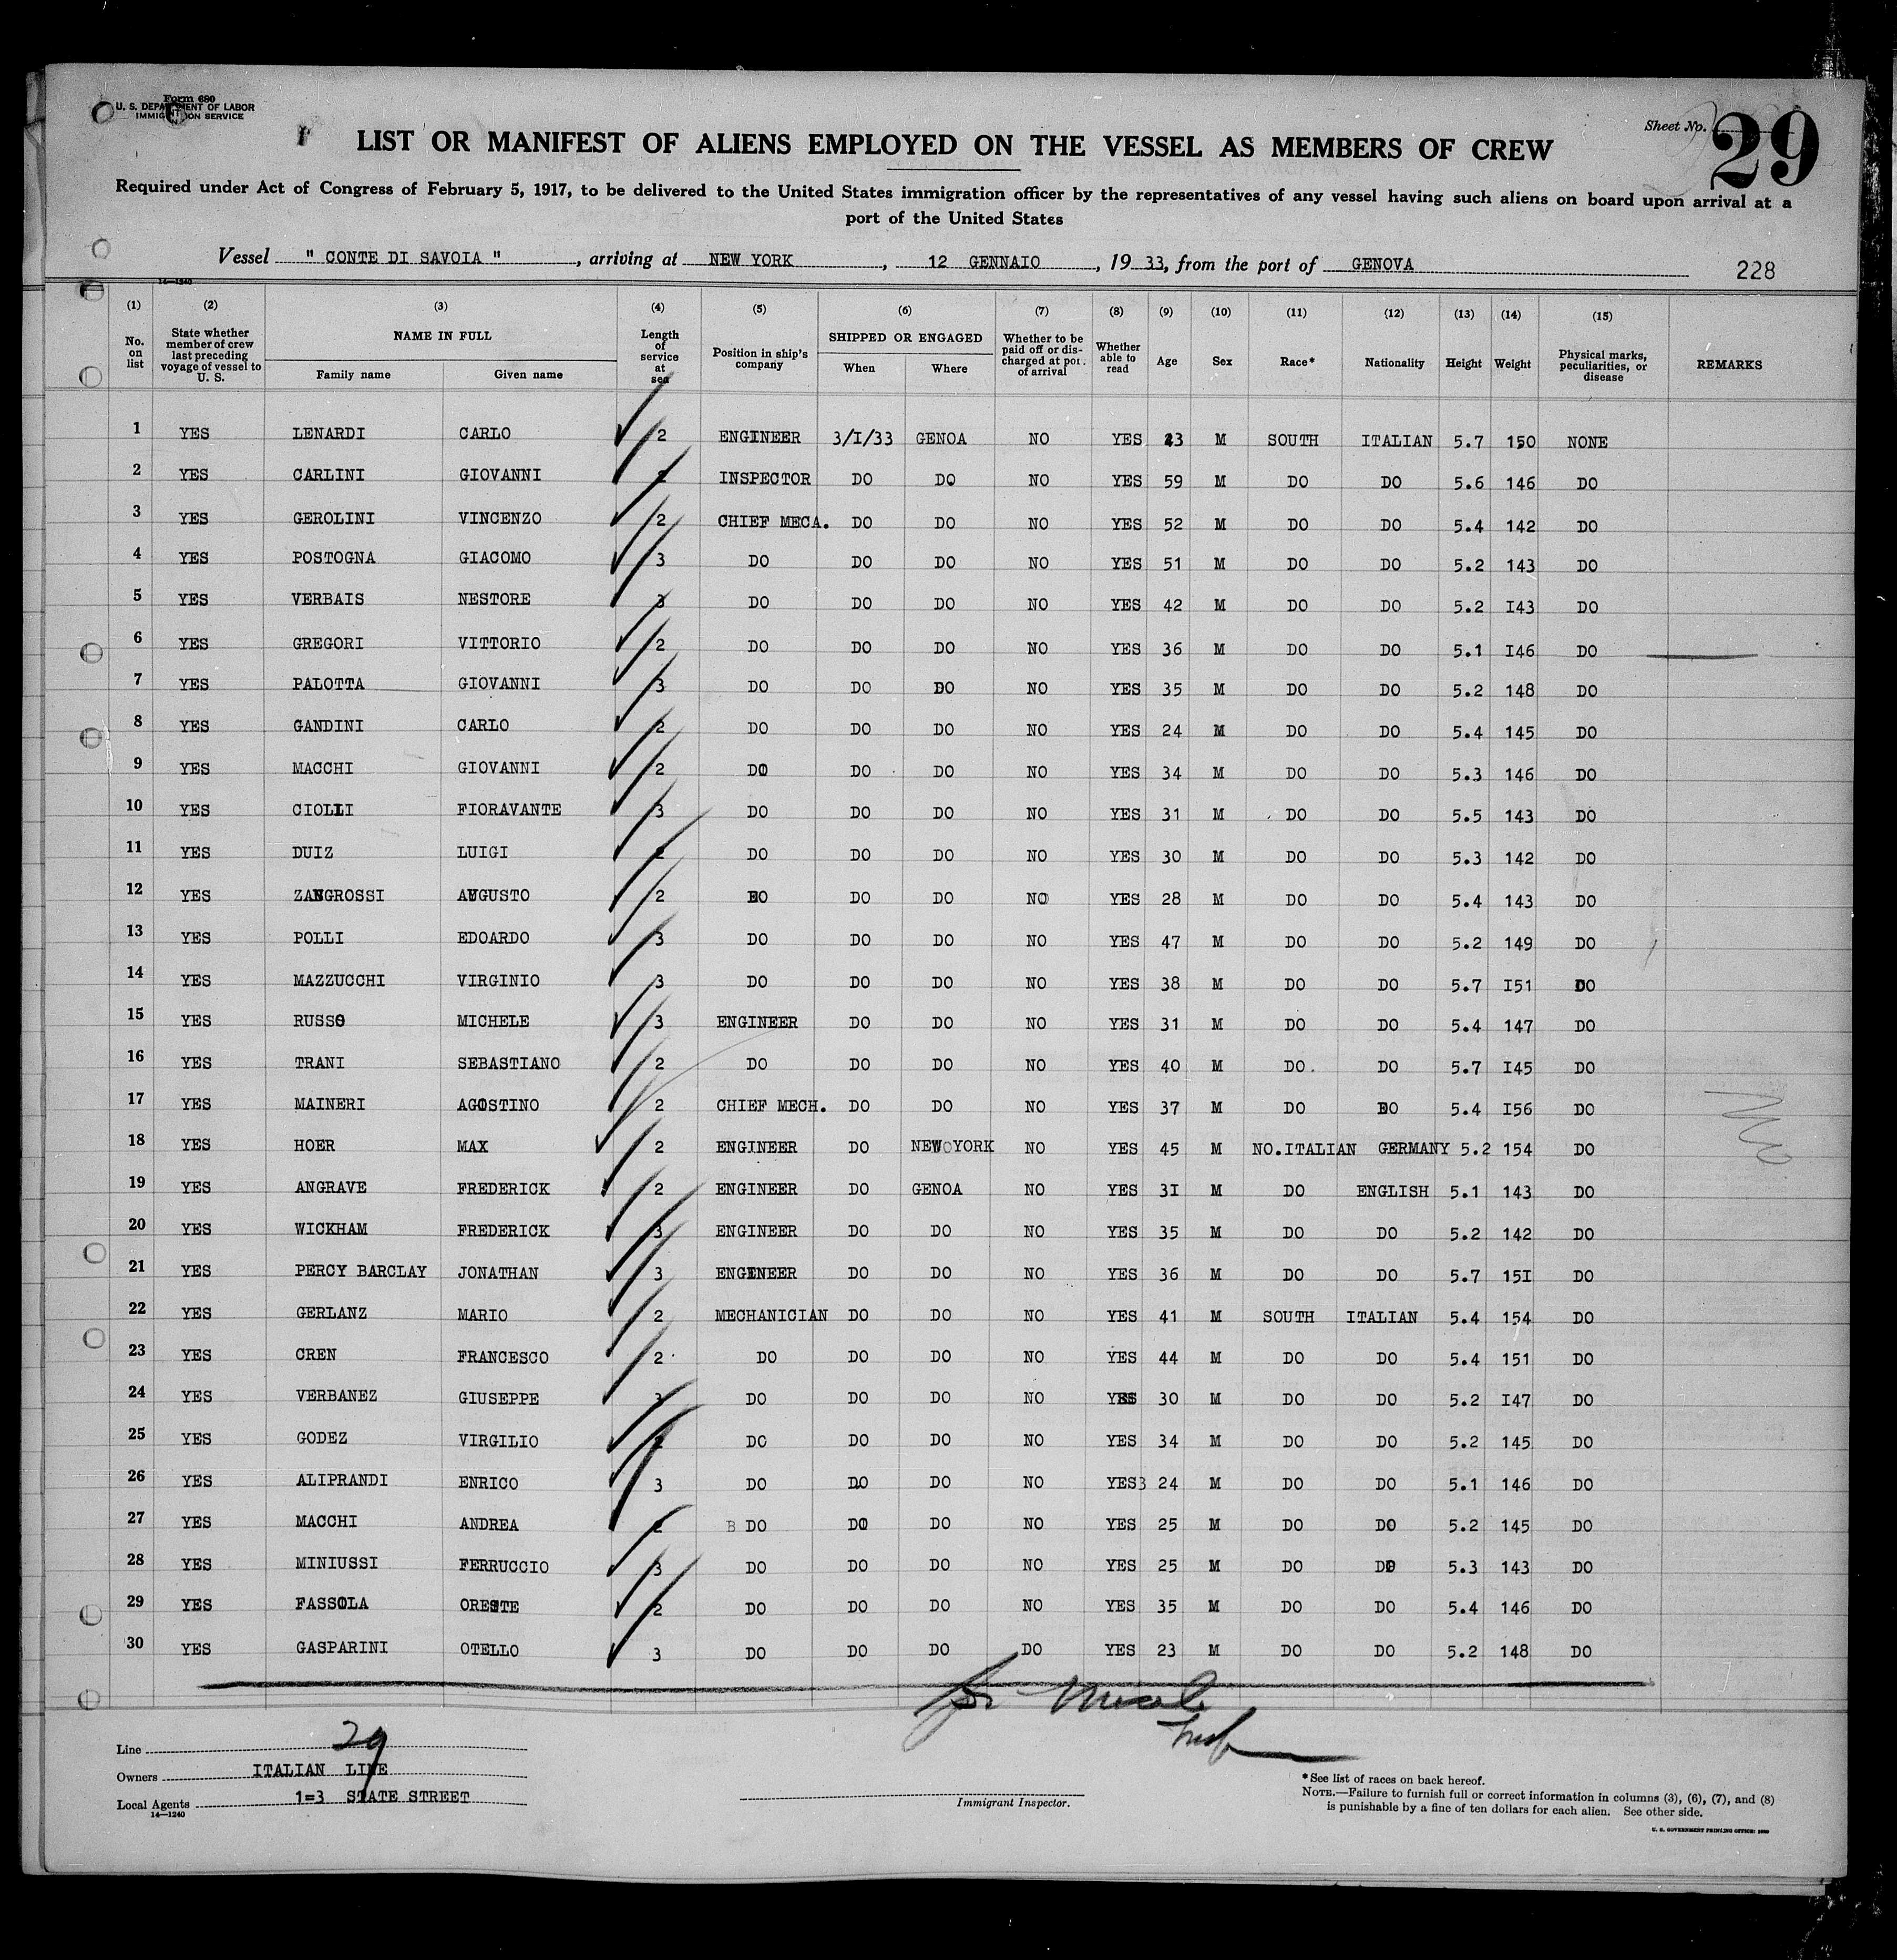 Form 680
U. S. DEPARTMENT OF LABOR
IMMIGRATION SERVICE
Sheet No. 29
LIST OR MANIFEST OF ALIENS EMPLOYED ON THE VESSEL AS MEMBERS OF CREW
Required under Act of Congress of February 5, 1917, to be delivered to the United States immigration officer by the representatives of any vessel having such aliens on board upon arrival at a
port of the United States
Vessel " CONTE DI SAVOIA ", arriving at NEW YORK, 12 GENNAIO, 19 33, from the port of GENOVA 228
14—1240
(1) (2) (3) (4) (5) (6) (7) (8) (9) (10) (11) (12) (13) (14) (15)
No. on list State whether member of crew last preceding voyage of vessel to U. S. NAME IN FULL Family name Given name Length of service at sea Position in ship's company SHIPPED OR ENGAGED When Where Whether to be paid off or discharged at port of arrival Whether able to read Age Sex Race* Nationality Height Weight Physical marks, peculiarities, or disease REMARKS
1 YES LENARDI CARLO 2 ENGINEER 3/I/33 GENOA NO YES 43 M SOUTH ITALIAN 5.7 150 NONE
2 YES CARLINI GIOVANNI INSPECTOR DO DO NO YES 59 M DO DO 5.6 146 DO
3 YES GEROLINI VINCENZO 2 CHIEF MECA. DO DO NO YES 52 M DO DO 5.4 142 DO
4 YES POSTOGNA GIACOMO 3 DO DO DO NO YES 51 M DO DO 5.2 143 DO
5 YES VERBAIS NESTORE 3 DO DO DO NO YES 42 M DO DO 5.2 I43 DO
6 YES GREGORI VITTORIO 2 DO DO DO NO YES 36 M DO DO 5.1 I46 DO
7 YES PALOTTA GIOVANNI 3 DO DO DO NO YES 35 M DO DO 5.2 148 DO
8 YES GANDINI CARLO 2 DO DO DO NO YES 24 M DO DO 5.4 145 DO
9 YES MACCHI GIOVANNI 2 DO DO DO NO YES 34 M DO DO 5.3 146 DO
10 YES CIOLLI FIORAVANTE 3 DO DO DO NO YES 31 M DO DO 5.5 143 DO
11 YES DUIZ LUIGI 2 DO DO DO NO YES 30 M DO DO 5.3 142 DO
12 YES ZANGROSSI AUGUSTO 2 DO DO DO NO YES 28 M DO DO 5.4 143 DO
13 YES POLLI EDOARDO 3 DO DO DO NO YES 47 M DO DO 5.2 149 DO
14 YES MAZZUCCHI VIRGINIO 3 DO DO DO NO YES 38 M DO DO 5.7 I51 DO
15 YES RUSSO MICHELE 3 ENGINEER DO DO NO YES 31 M DO DO 5.4 147 DO
16 YES TRANI SEBASTIANO 2 DO DO DO NO YES 40 M DO. DO 5.7 I45 DO
17 YES MAINERI AGOSTINO 2 CHIEF MECH. DO DO NO YES 37 M DO DO 5.4 I56 DO
18 YES HOER MAX 2 ENGINEER DO NEW YORK NO YES 45 M NO.ITALIAN GERMANY 5.2 154 DO
19 YES ANGRAVE FREDERICK 2 ENGINEER DO GENOA NO YES 3I M DO ENGLISH 5.1 143 DO
20 YES WICKHAM FREDERICK 3 ENGINEER DO DO NO YES 35 M DO DO 5.2 142 DO
21 YES PERCY BARCLAY JONATHAN 3 ENGINEER DO DO NO YES 36 M DO DO 5.7 15I DO
22 YES GERLANZ MARIO 2 MECHANICIAN DO DO NO YES 41 M SOUTH ITALIAN 5.4 154 DO
23 YES CREN FRANCESCO 2 DO DO DO NO YES 44 M DO DO 5.4 151 DO
24 YES VERBANEZ GIUSEPPE 3 DO DO DO NO YES 30 M DO DO 5.2 I47 DO
25 YES GODEZ VIRGILIO DO DO DO NO YES 34 M DO DO 5.2 145 DO
26 YES ALIPRANDI ENRICO 3 DO DO DO NO YES3 24 M DO DO 5.1 146 DO
27 YES MACCHI ANDREA 2 B DO DO DO NO YES 25 M DO DO 5.2 145 DO
28 YES MINIUSSI FERRUCCIO 3 DO DO DO NO YES 25 M DO DO 5.3 143 DO
29 YES FASSOLA ORESTE 2 DO DO DO NO YES 35 M DO DO 5.4 146 DO
30 YES GASPARINI OTELLO 3 DO DO DO DO YES 23 M DO DO 5.2 148 DO
Line 29
Owners ITALIAN LINE
Local Agents 1=3 STATE STREET
14—1240
Immigrant Inspector.
*See list of races on back hereof.
NOTE.—Failure to furnish full or correct information in columns (3), (6), (7), and (8)
is punishable by a fine of ten dollars for each alien. See other side.